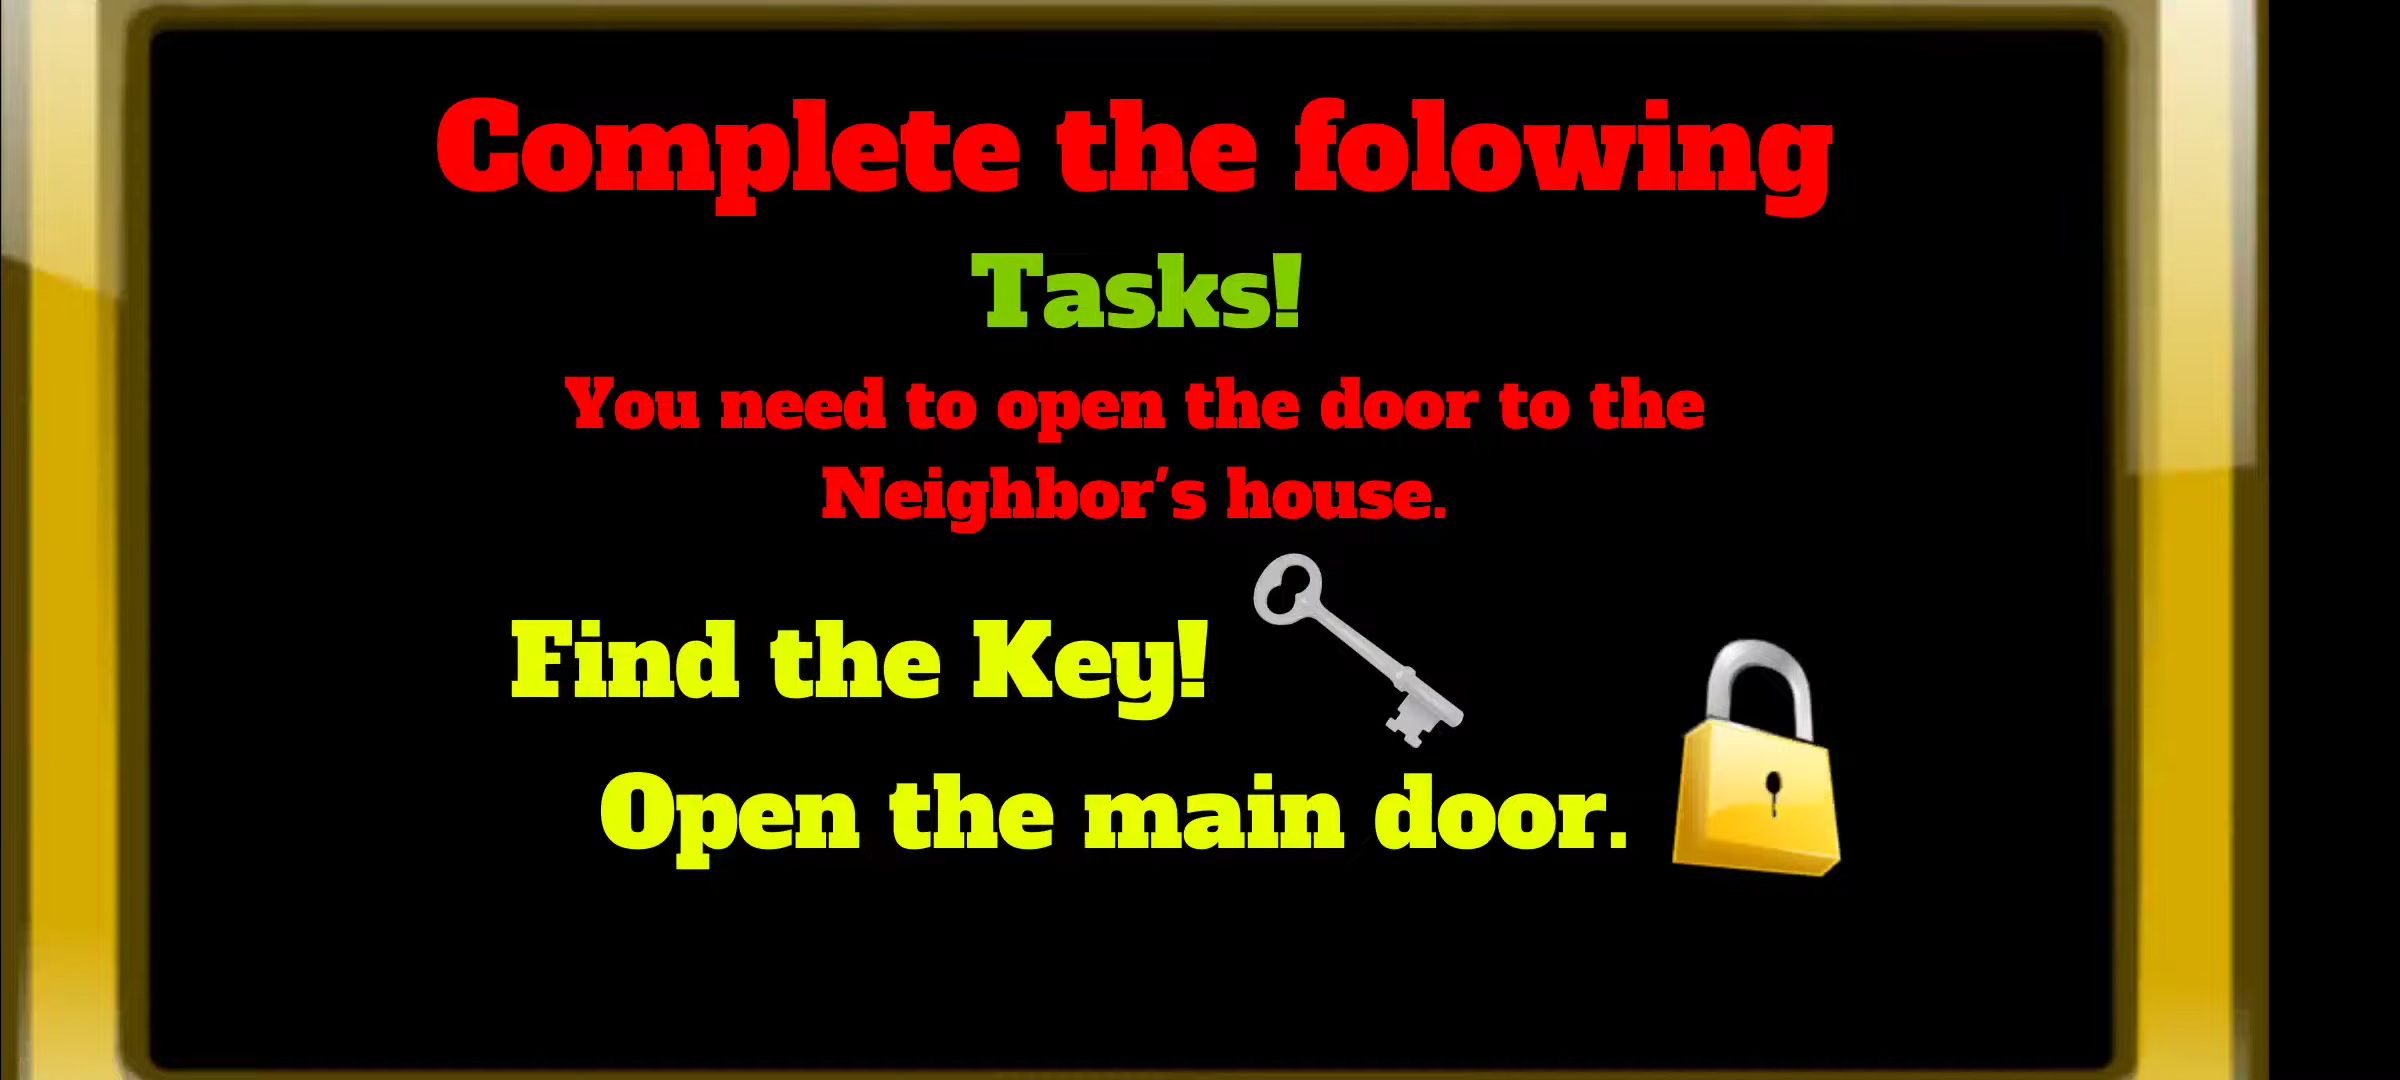 Complete the folowing
Tasks!
You need to open the door to the
Neighbor's house.
Find the Key!
Open the main door.